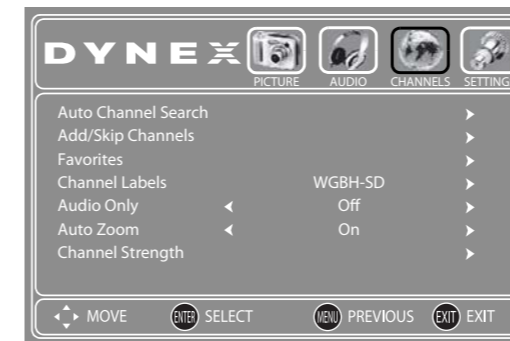 DYNEX
PICTURE AUDIO CHANNELS SETTING
Auto Channel Search
Add/Skip Channels
Favorites
Channel Labels WGBH-SD
Audio Only Off
Auto Zoom On
Channel Strength
MOVE ENTER SELECT MENU PREVIOUS EXIT EXIT